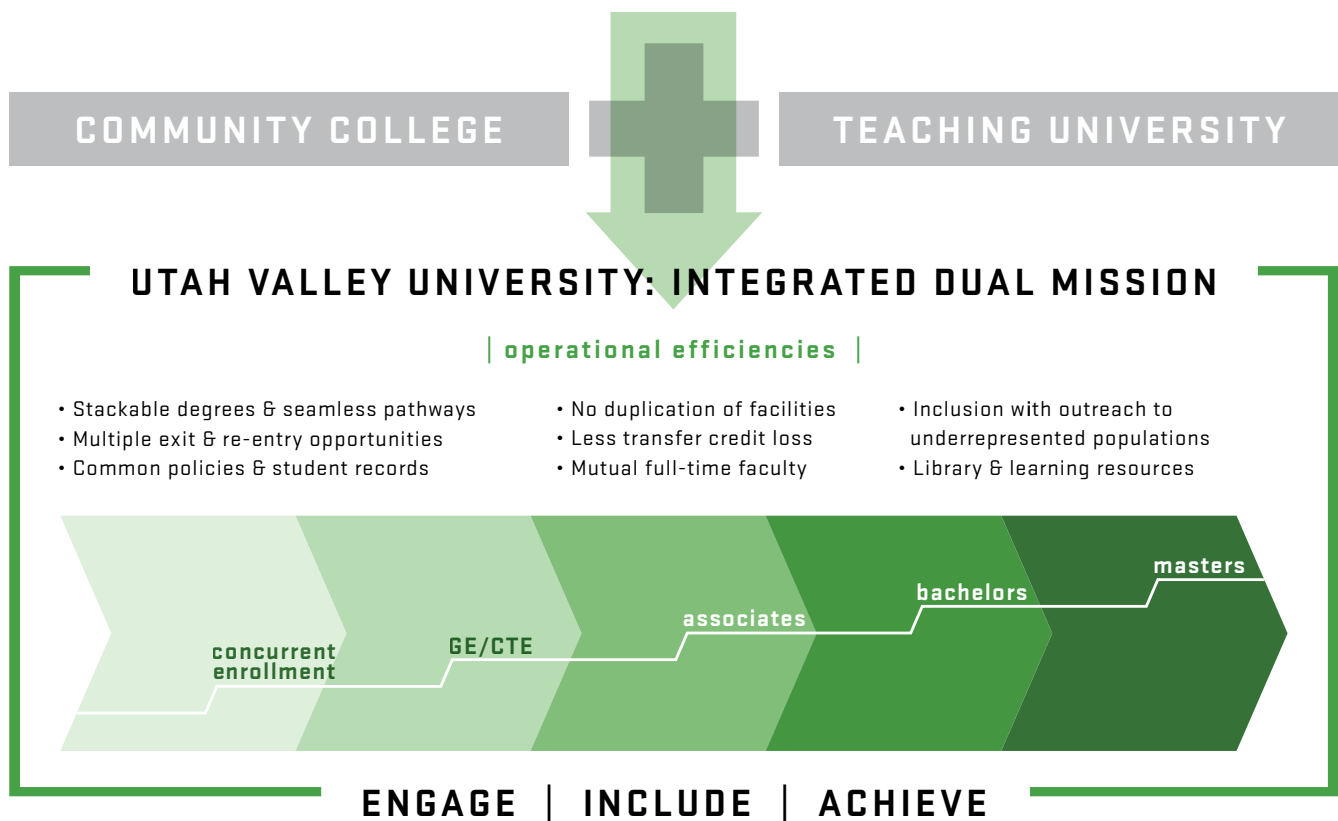 COMMUNITY COLLEGE
TEACHING UNIVERSITY
UTAH VALLEY UNIVERSITY: INTEGRATED DUAL MISSION
| operational efficiencies |
• Stackable degrees & seamless pathways
• Multiple exit & re-entry opportunities
• Common policies & student records
• No duplication of facilities
• Less transfer credit loss
• Mutual full-time faculty
• Inclusion with outreach to
underrepresented populations
• Library & learning resources
concurrent
enrollment
GE/CTE
associates
bachelors
masters
ENGAGE | INCLUDE | ACHIEVE